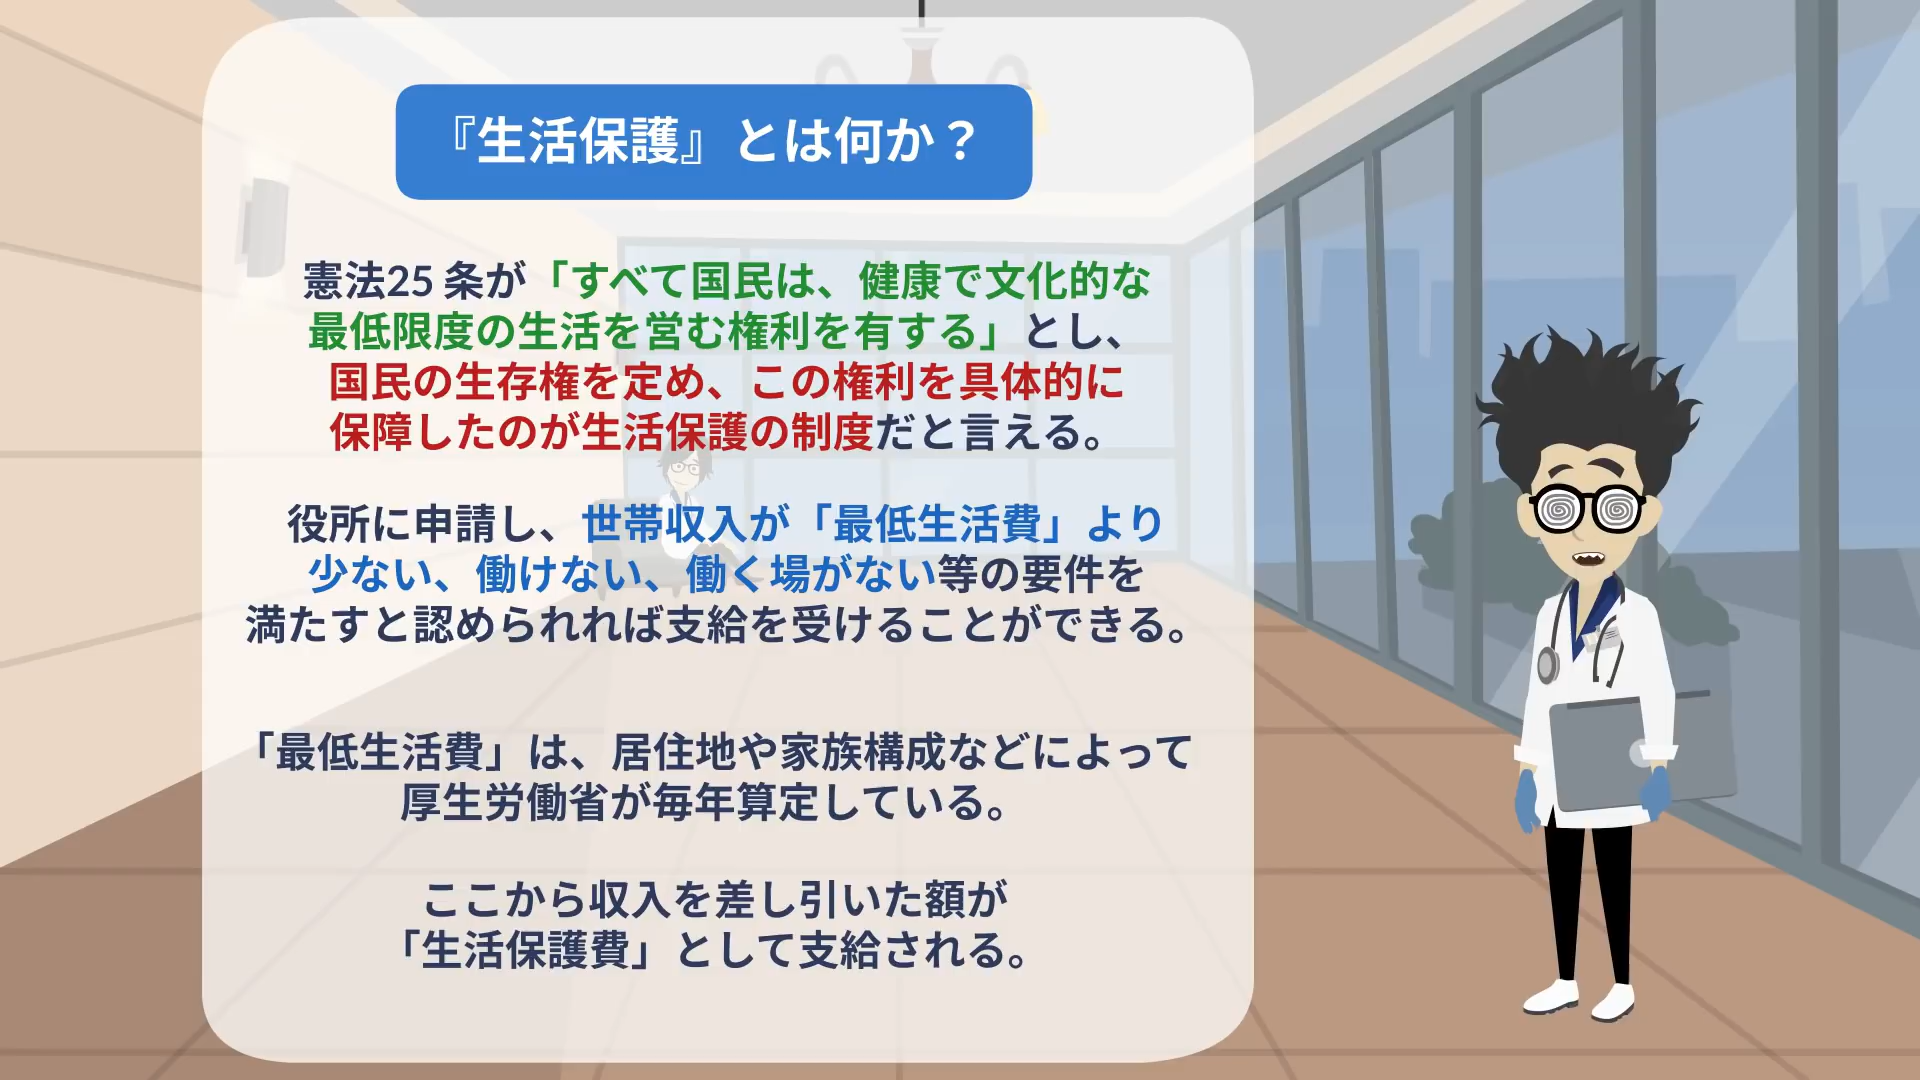 『生活保護』とは何か？
憲法25 条が「すべて国民は、健康で文化的な
最低限度の生活を営む権利を有する」とし、
国民の生存権を定め、この権利を具体的に
保障したのが生活保護の制度だと言える。
役所に申請し、世帯収入が「最低生活費」より
少ない、働けない、働く場がない等の要件を
満たすと認められれば支給を受けることができる。
「最低生活費」は、居住地や家族構成などによって
厚生労働省が毎年算定している。
ここから収入を差し引いた額が
「生活保護費」として支給される。